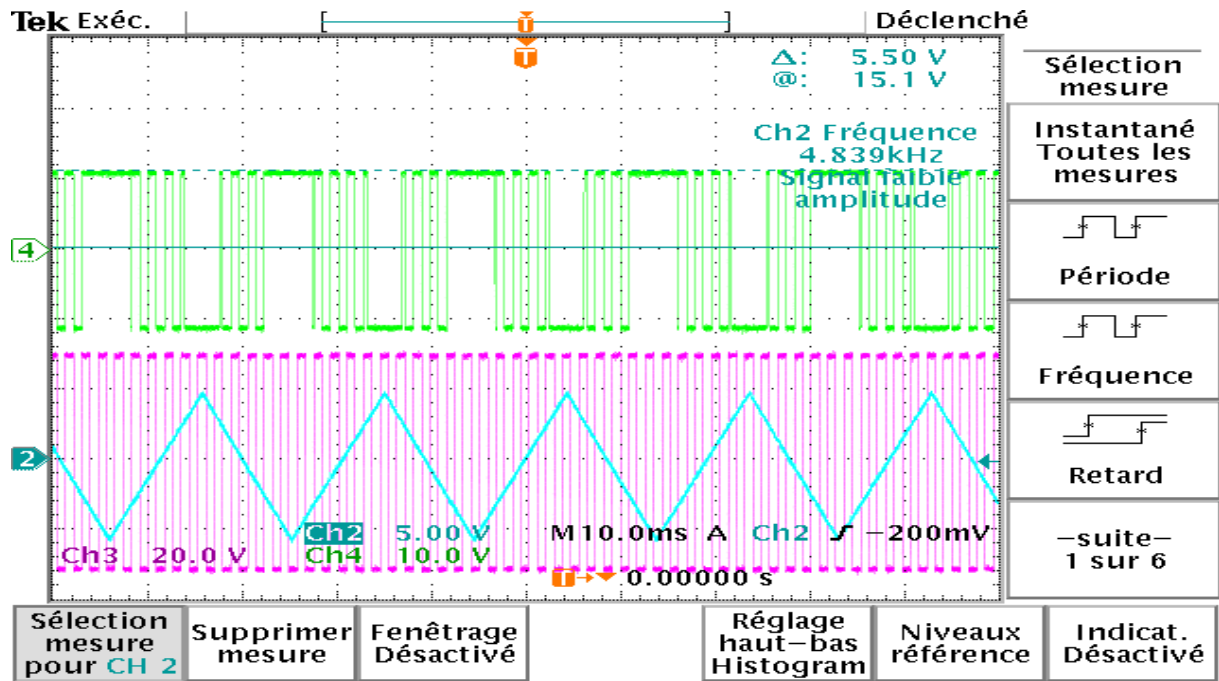 Tek Exéc.
Déclenché
T
T
Δ: 5.50 V
@: 15.1 V
Ch2 Fréquence
4.839kHz
Signal faible
amplitude
4
2
Ch2 5.00 V
M10.0ms A Ch2 −200mV
Ch3 20.0 V
Ch4 10.0 V
T 0.00000 s
Sélection
mesure
Instantané
Toutes les
mesures
Période
Fréquence
Retard
−suite−
1 sur 6
Sélection
mesure
pour CH 2
Supprimer
mesure
Fenêtrage
Désactivé
Réglage
haut−bas
Histogram
Niveaux
référence
Indicat.
Désactivé